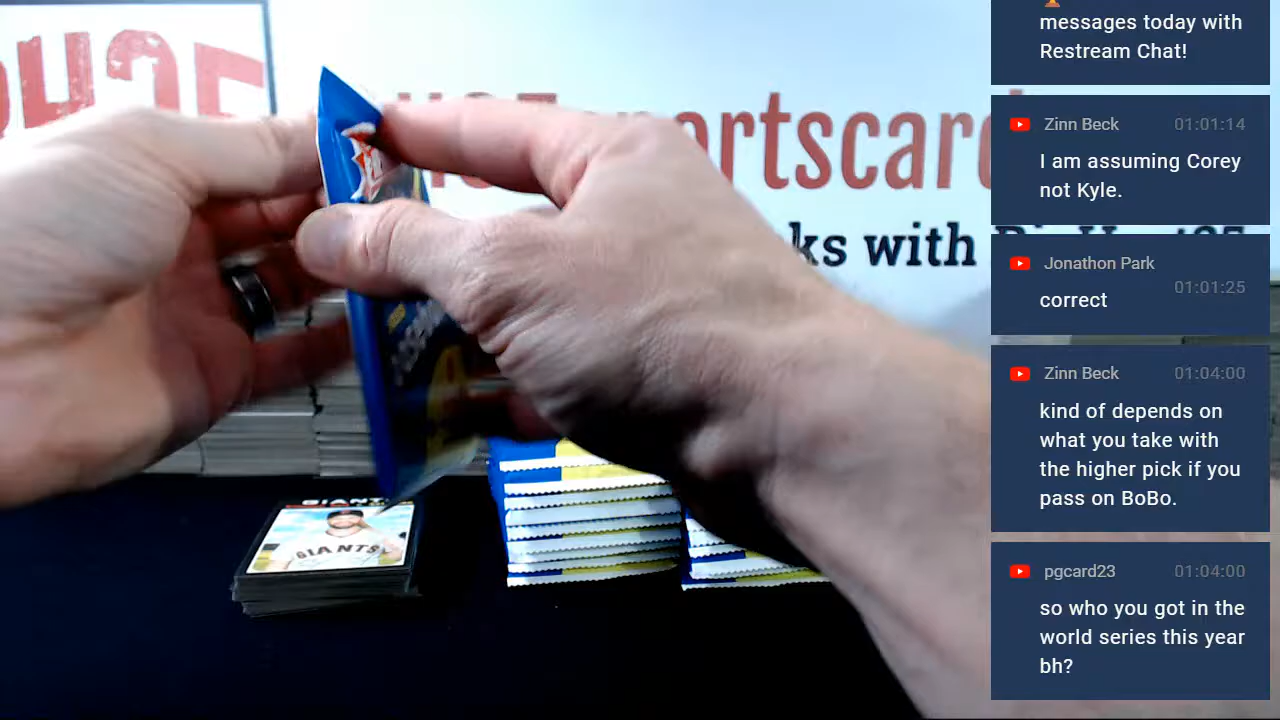 messages today with
Restream Chat!
Zinn Beck 01:01:14
I am assuming Corey
not Kyle.
Jonathon Park 01:01:25
correct
Zinn Beck 01:04:00
kind of depends on
what you take with
the higher pick if you
pass on BoBo.
pgcard23 01:04:00
so who you got in the
world series this year
bh?
with
GIANTS
GIANTS